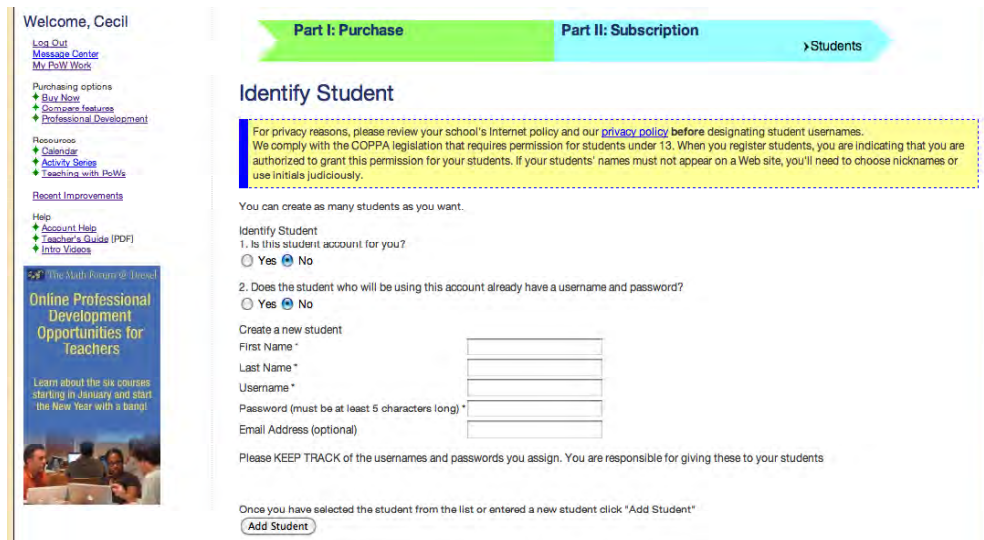 Welcome, Cecil
Log Out
Message Center
My PoW Work
Purchasing options
Buy Now
Compare features
Professional Development
Resources
Calendar
Activity Series
Teaching with PoWs
Recent Improvements
Help
Account Help
Teacher's Guide [PDF]
Intro Videos
The Math Forum @ Drexel
Online Professional
Development
Opportunities for
Teachers
Learn about the six courses
starting in January and start
the New Year with a bang!
Part I: Purchase
Part II: Subscription
›Students
Identify Student
For privacy reasons, please review your school's Internet policy and our privacy policy before designating student usernames.
We comply with the COPPA legislation that requires permission for students under 13. When you register students, you are indicating that you are
authorized to grant this permission for your students. If your students' names must not appear on a Web site, you'll need to choose nicknames or
use initials judiciously.
You can create as many students as you want.
Identify Student
1. Is this student account for you?
Yes No
2. Does the student who will be using this account already have a username and password?
Yes No
Create a new student
First Name *
Last Name *
Username *
Password (must be at least 5 characters long) *
Email Address (optional)
Please KEEP TRACK of the usernames and passwords you assign. You are responsible for giving these to your students
Once you have selected the student from the list or entered a new student click "Add Student"
Add Student